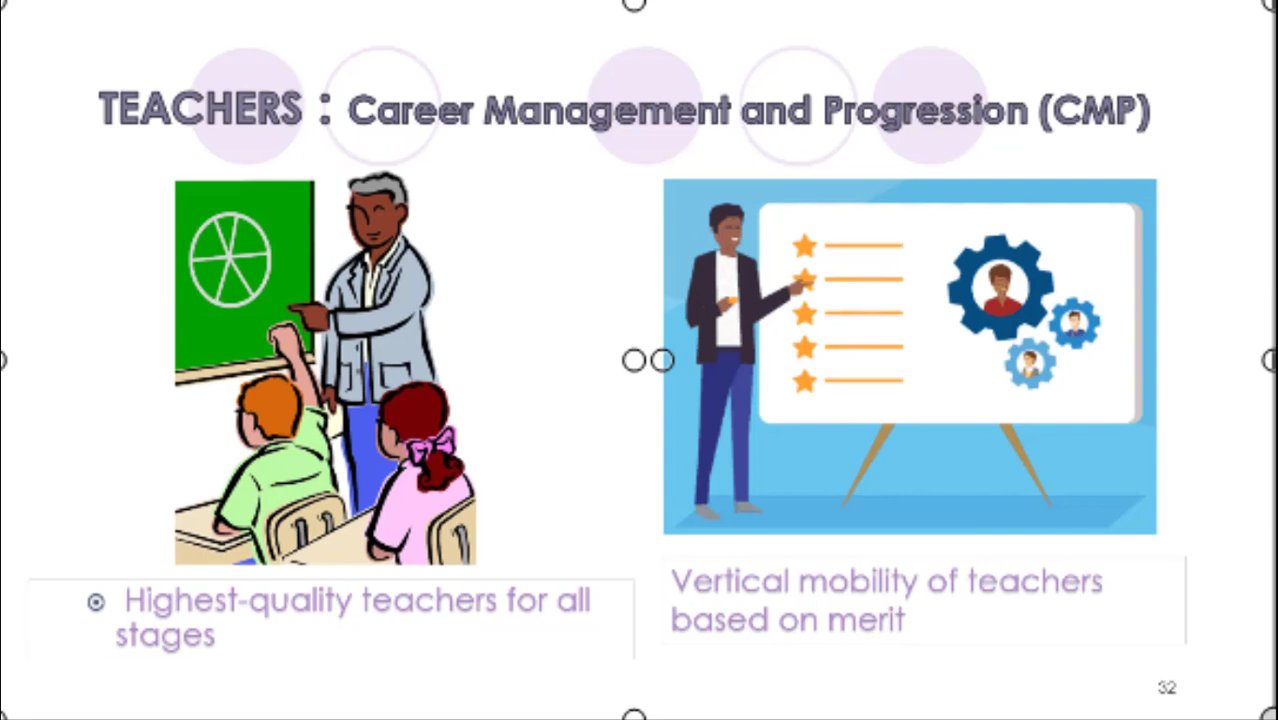 TEACHERS : Career Management and Progression (CMP)
Highest-quality teachers for all
stages
Vertical mobility of teachers
based on merit
32